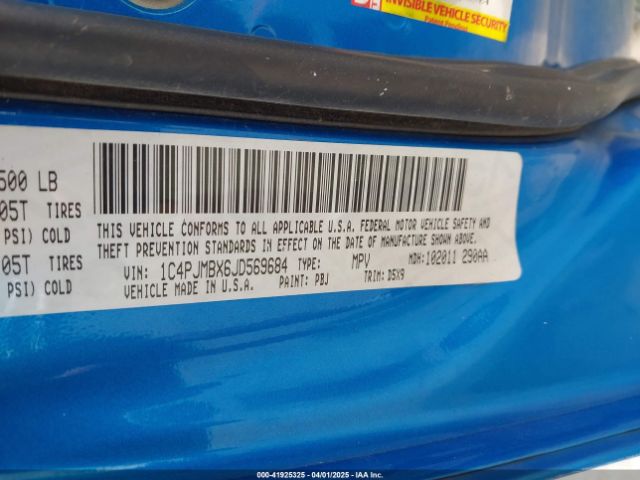 INVISIBLE VEHICLE SECURITY
Patent Pending
500 LB
05T TIRES
PSI) COLD
05T TIRES
PSI) COLD
THIS VEHICLE CONFORMS TO ALL APPLICABLE U.S.A. FEDERAL MOTOR VEHICLE SAFETY AND
THEFT PREVENTION STANDARDS IN EFFECT ON THE DATE OF MANUFACTURE SHOWN ABOVE.
VIN: 1C4PJMBX6JD569684 TYPE: MPV MDH:102011 290AA
VEHICLE MADE IN U.S.A. PAINT: PBJ TRIM: D5X9
000-41925325 - 04/01/2025 - IAA Inc.